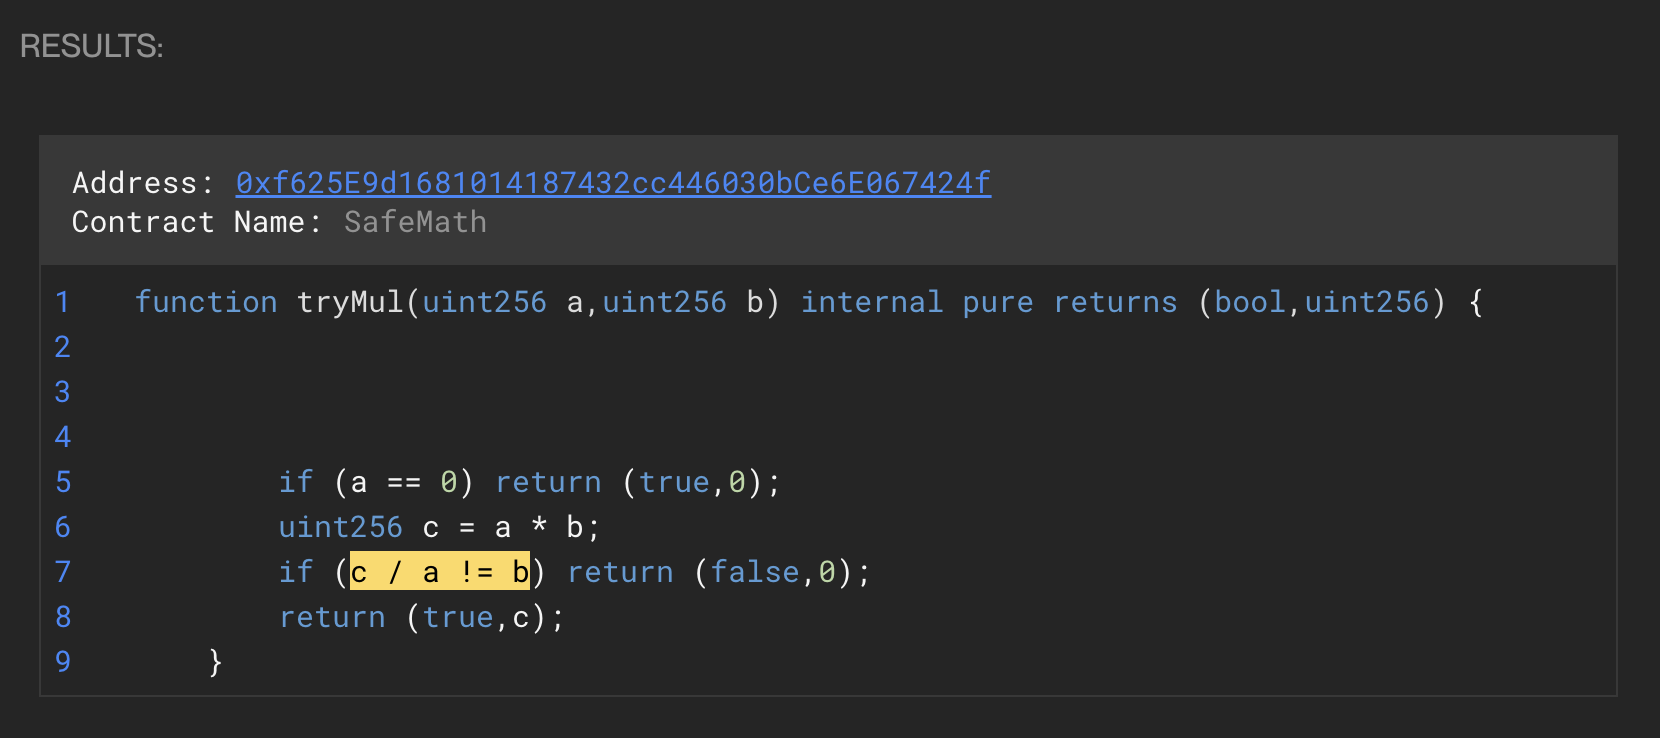 RESULTS:
Address: 0xf625E9d1681014187432cc446030bCe6E067424f
Contract Name: SafeMath
1 function tryMul(uint256 a,uint256 b) internal pure returns (bool,uint256) {
2
3
4
5 if (a == 0) return (true,0);
6 uint256 c = a * b;
7 if (c / a != b) return (false,0);
8 return (true,c);
9 }